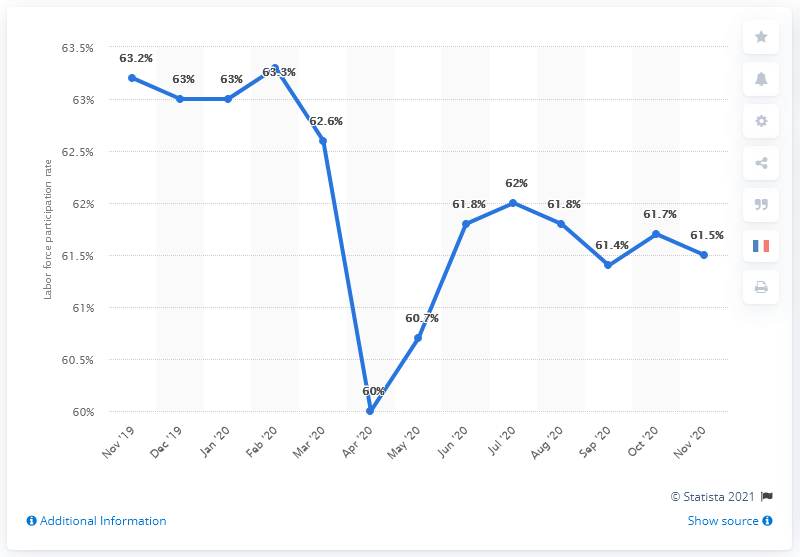 63.5%
63%
62.5%
62%
61.5%
61%
60.5%
60%
Labor force participation rate
63.2%
63%
63%
63.3%
62.6%
60%
60.7%
61.8%
62%
61.8%
61.4%
61.7%
61.5%
Nov '19
Dec '19
Jan '20
Feb '20
Mar '20
Apr '20
May '20
Jun '20
Jul '20
Aug '20
Sep '20
Oct '20
Nov '20
© Statista 2021
Additional Information
Show source